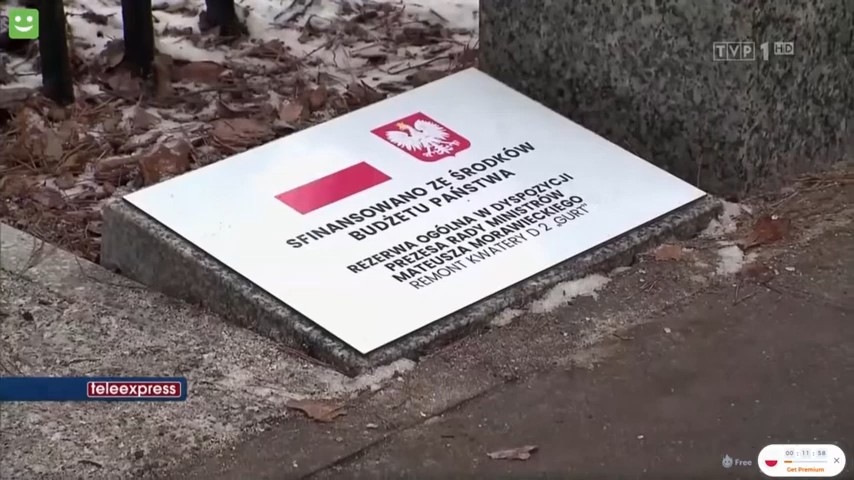 TVP 1 HD
SFINANSOWANO ZE ŚRODKÓW
BUDŻETU PAŃSTWA
REZERWA OGÓLNA W DYSPOZYCJI
PREZESA RADY MINISTRÓW
MATEUSZA MORAWIECKIEGO
REMONT KWATERY D-2 „BURT”
teleexpress
Free
00 : 11 : 58
Get Premium